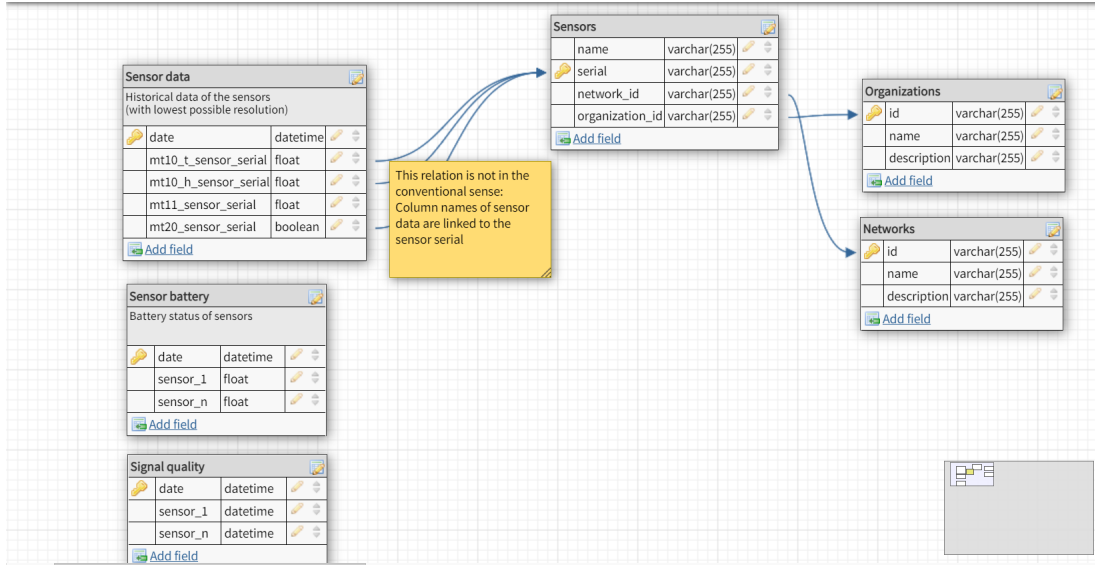 Sensors
name varchar(255)
serial varchar(255)
network_id varchar(255)
organization_id varchar(255)
Add field
Sensor data
Historical data of the sensors
(with lowest possible resolution)
date datetime
mt10_t_sensor_serial float
mt10_h_sensor_serial float
mt11_sensor_serial float
mt20_sensor_serial boolean
Add field
This relation is not in the
conventional sense:
Column names of sensor
data are linked to the
sensor serial
Organizations
id varchar(255)
name varchar(255)
description varchar(255)
Add field
Networks
id varchar(255)
name varchar(255)
description varchar(255)
Add field
Sensor battery
Battery status of sensors
date datetime
sensor_1 float
sensor_n float
Add field
Signal quality
date datetime
sensor_1 datetime
sensor_n datetime
Add field